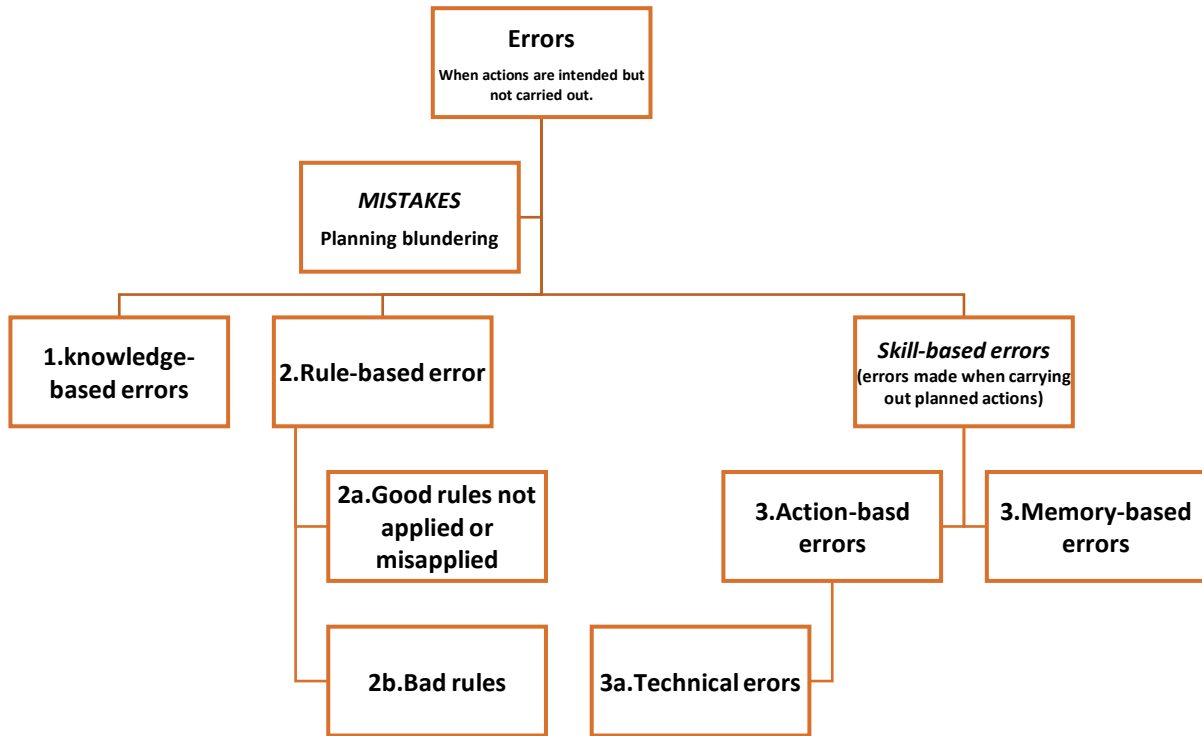 Errors
When actions are intended but
not carried out.
MISTAKES
Planning blundering
1.knowledge-
based errors
2.Rule-based error
Skill-based errors
(errors made when carrying
out planned actions)
2a.Good rules not
applied or
misapplied
3.Action-basd
errors
3.Memory-based
errors
2b.Bad rules
3a.Technical erors